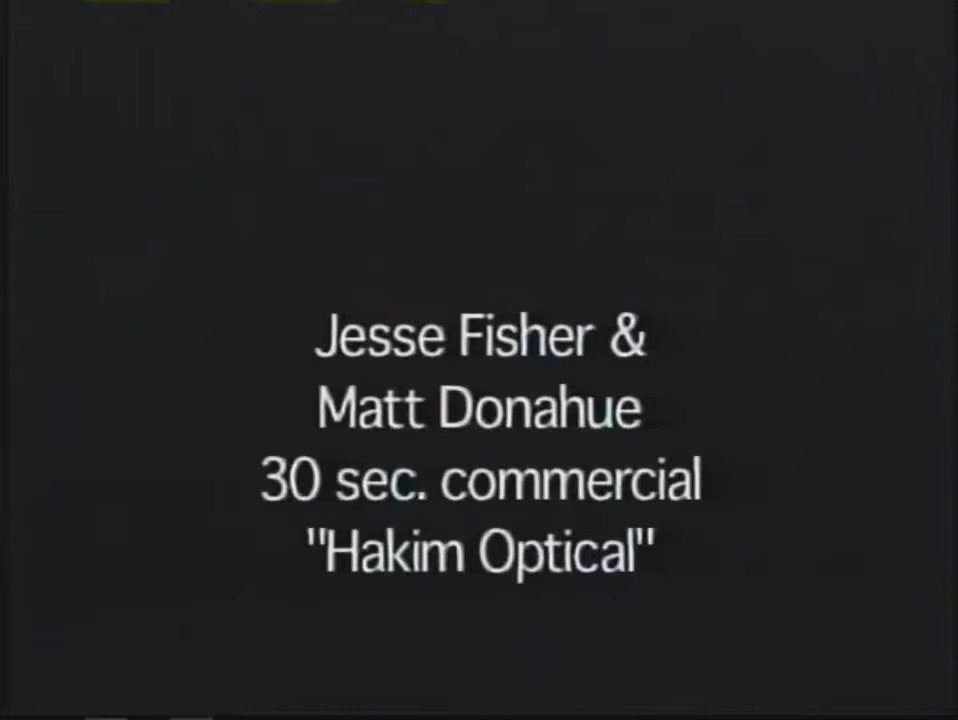 Jesse Fisher &
Matt Donahue
30 sec. commercial
"Hakim Optical"